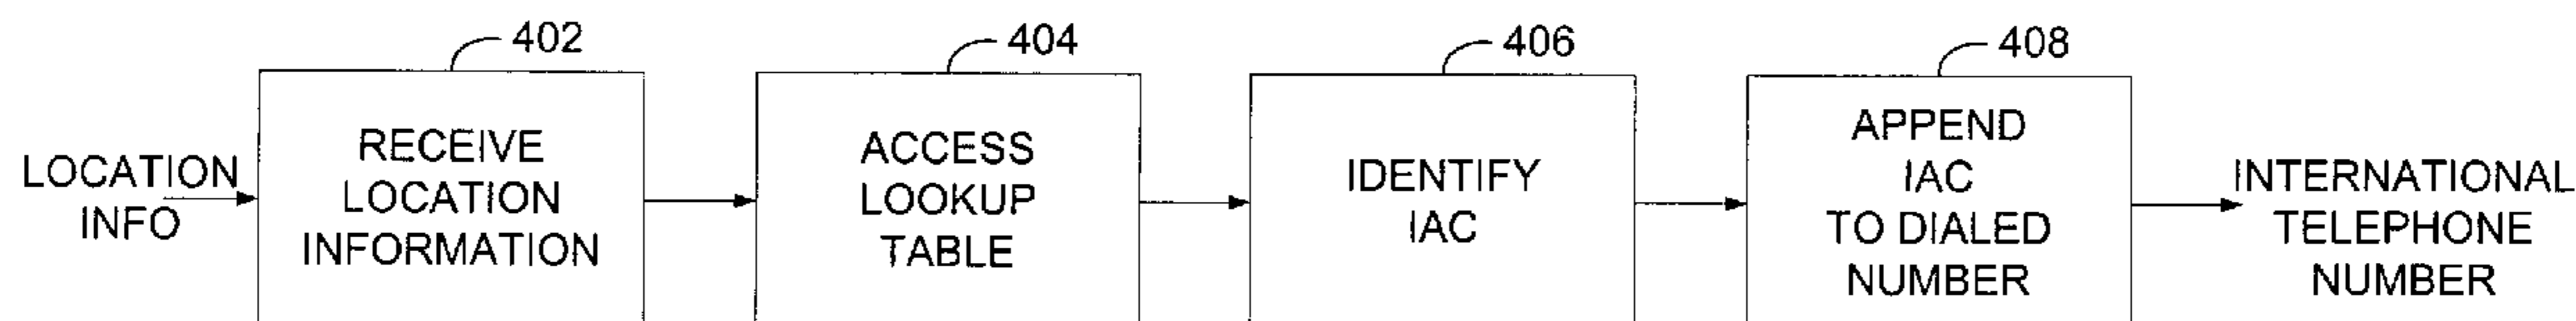 402
404
406
408
LOCATION
INFO
RECEIVE
LOCATION
INFORMATION
ACCESS
LOOKUP
TABLE
IDENTIFY
IAC
APPEND
IAC
TO DIALED
NUMBER
INTERNATIONAL
TELEPHONE
NUMBER